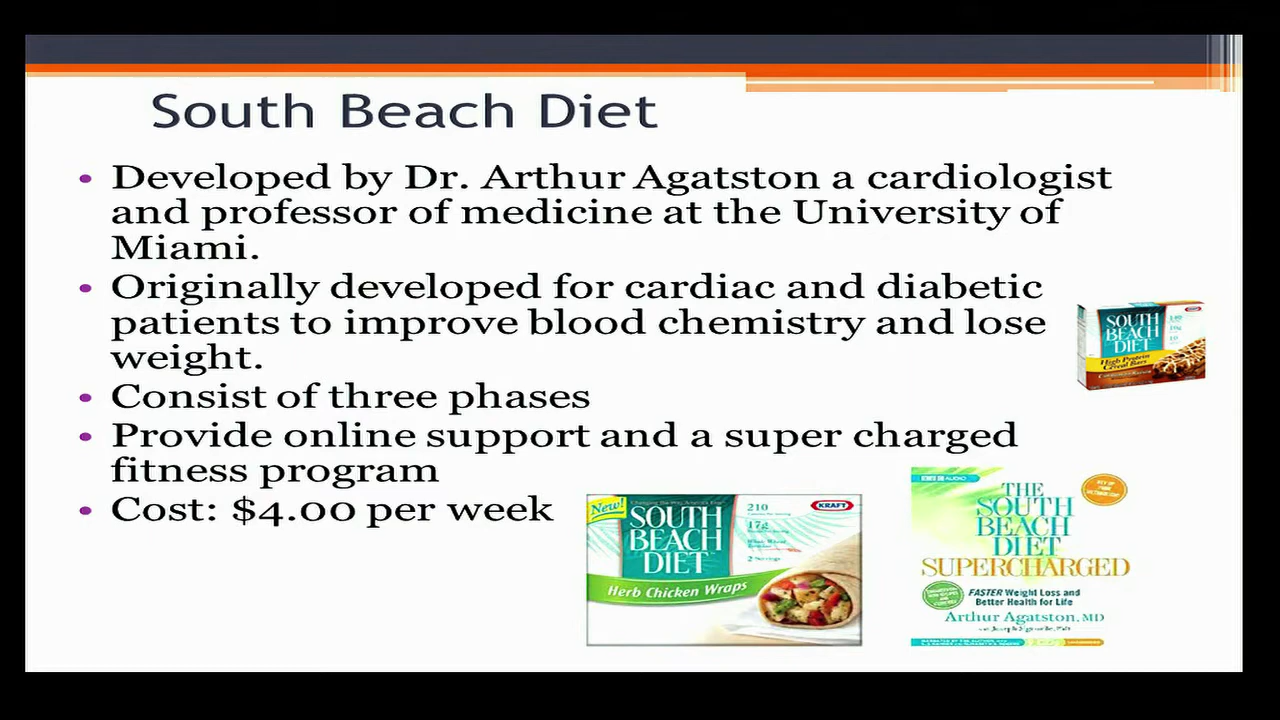 South Beach Diet
• Developed by Dr. Arthur Agatston a cardiologist
and professor of medicine at the University of
Miami.
• Originally developed for cardiac and diabetic
patients to improve blood chemistry and lose
weight.
• Consist of three phases
• Provide online support and a super charged
fitness program
• Cost: $4.00 per week
SOUTH
BEACH
DIET
High Protein
Cereal Bars
KRAFT
New!
SOUTH
BEACH
DIET
Herb Chicken Wraps
210
17g
KRAFT
AUDIO
THE
SOUTH
BEACH
DIET
SUPERCHARGED
FASTER Weight Loss and
Better Health for Life
Arthur Agatston, MD